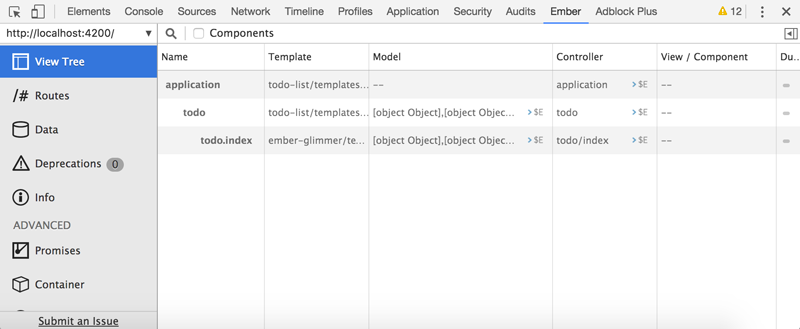 Elements Console Sources Network Timeline Profiles Application Security Audits Ember Adblock Plus 12
http://localhost:4200/ Components
View Tree
/# Routes
Data
Deprecations 0
Info
ADVANCED
Promises
Container
Submit an Issue
Name Template Model Controller View / Component Du...
application todo-list/templates... -- application >$E --
todo todo-list/templates... [object Object],[object Objec... >$E todo >$E --
todo.index ember-glimmer/te... [object Object],[object Objec... >$E todo/index >$E --